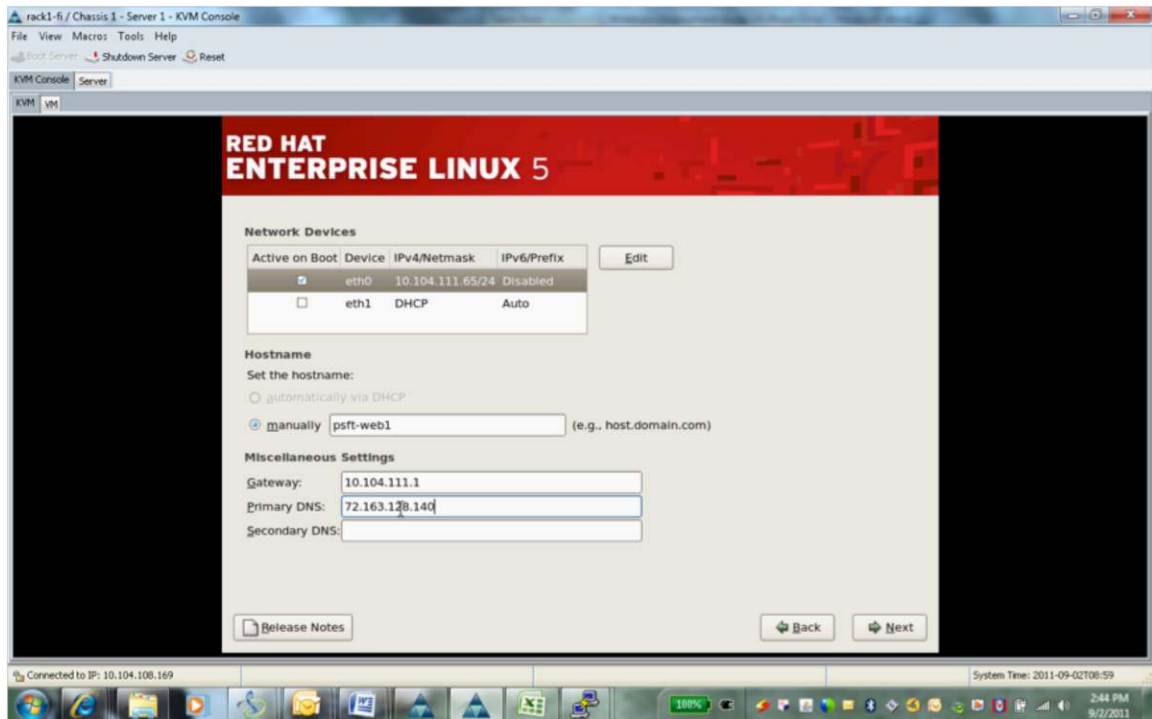 rack1-fi / Chassis 1 - Server 1 - KVM Console
File View Macros Tools Help
Boot Server Shutdown Server Reset
KVM Console Server
KVM VM
RED HAT
ENTERPRISE LINUX 5
Network Devices
Active on Boot Device IPv4/Netmask IPv6/Prefix
Edit
eth0 10.104.111.65/24 Disabled
eth1 DHCP Auto
Hostname
Set the hostname:
automatically via DHCP
manually psft-web1 (e.g., host.domain.com)
Miscellaneous Settings
Gateway: 10.104.111.1
Primary DNS: 72.163.128.140
Secondary DNS:
Release Notes Back Next
Connected to IP: 10.104.108.169 System Time: 2011-09-02T08:59
100% 2:44 PM
9/2/2011